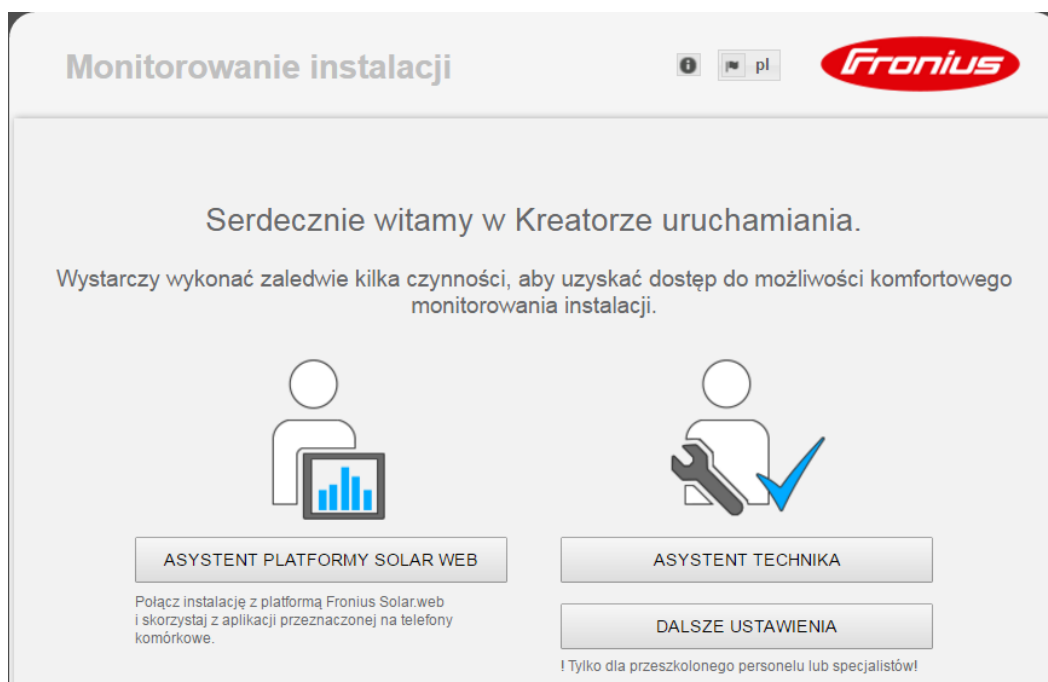 Monitorowanie instalacji
pl
Fronius
Serdecznie witamy w Kreatorze uruchamiania.
Wystarczy wykonać zaledwie kilka czynności, aby uzyskać dostęp do możliwości komfortowego
monitorowania instalacji.
ASYSTENT PLATFORMY SOLAR WEB
Połącz instalację z platformą Fronius Solar.web
i skorzystaj z aplikacji przeznaczonej na telefony
komórkowe.
ASYSTENT TECHNIKA
DALSZE USTAWIENIA
! Tylko dla przeszkolonego personelu lub specjalistów!